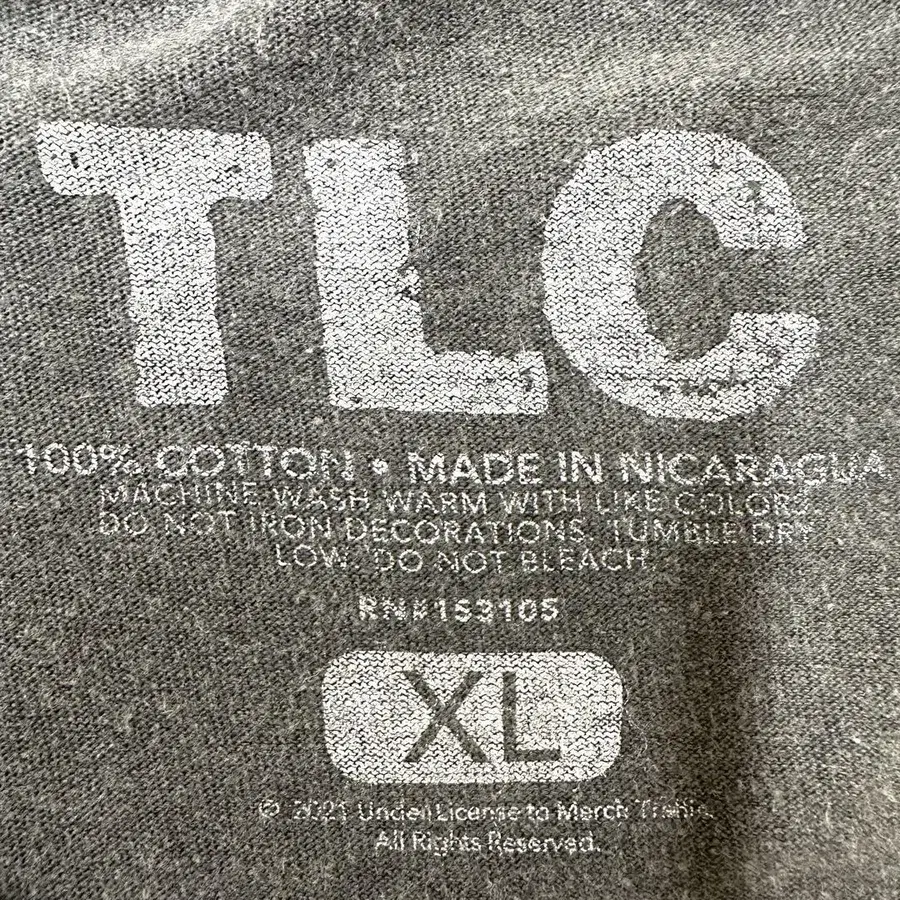 TLC
100% COTTON • MADE IN NICARAGUA
MACHINE WASH WARM WITH LIKE COLORS
DO NOT IRON DECORATIONS. TUMBLE DRY
LOW. DO NOT BLEACH.
RN#153105
XL
© 2021 Under License to Merch Traffic.
All Rights Reserved.